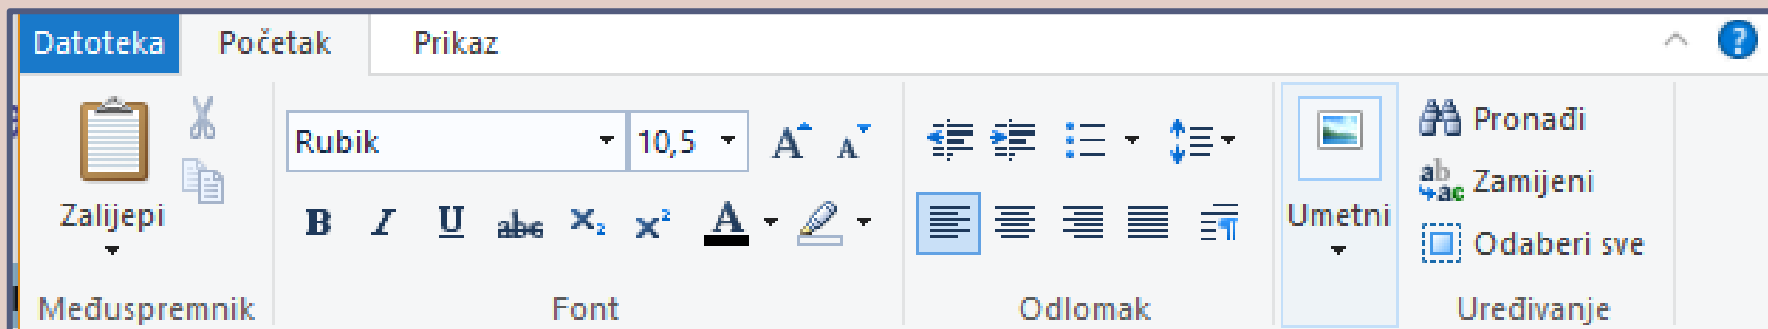 Datoteka Početak Prikaz
Zalijepi
Međuspremnik
Rubik 10,5
Font
Odlomak
Umetni
Pronađi
Zamijeni
Odaberi sve
Uređivanje